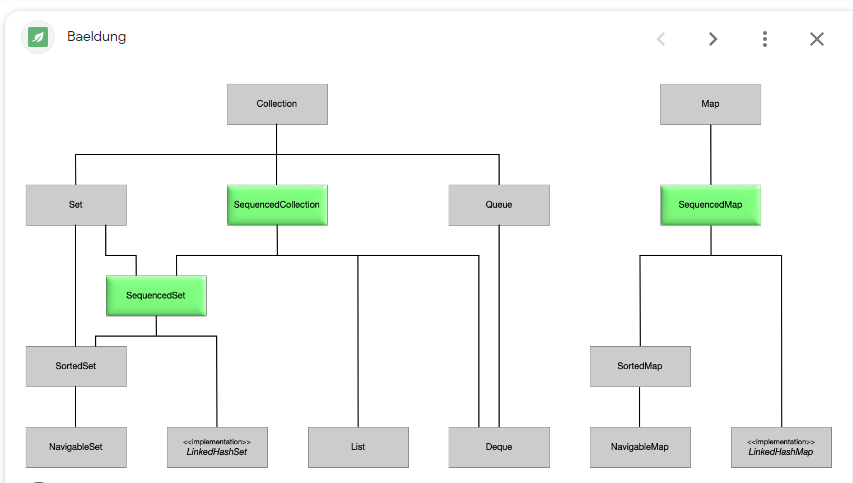 Baeldung
Collection
Map
Set
SequencedCollection
Queue
SequencedMap
SequencedSet
SortedSet
SortedMap
NavigableSet
<<implementation>>
LinkedHashSet
List
Deque
NavigableMap
<<implementation>>
LinkedHashMap